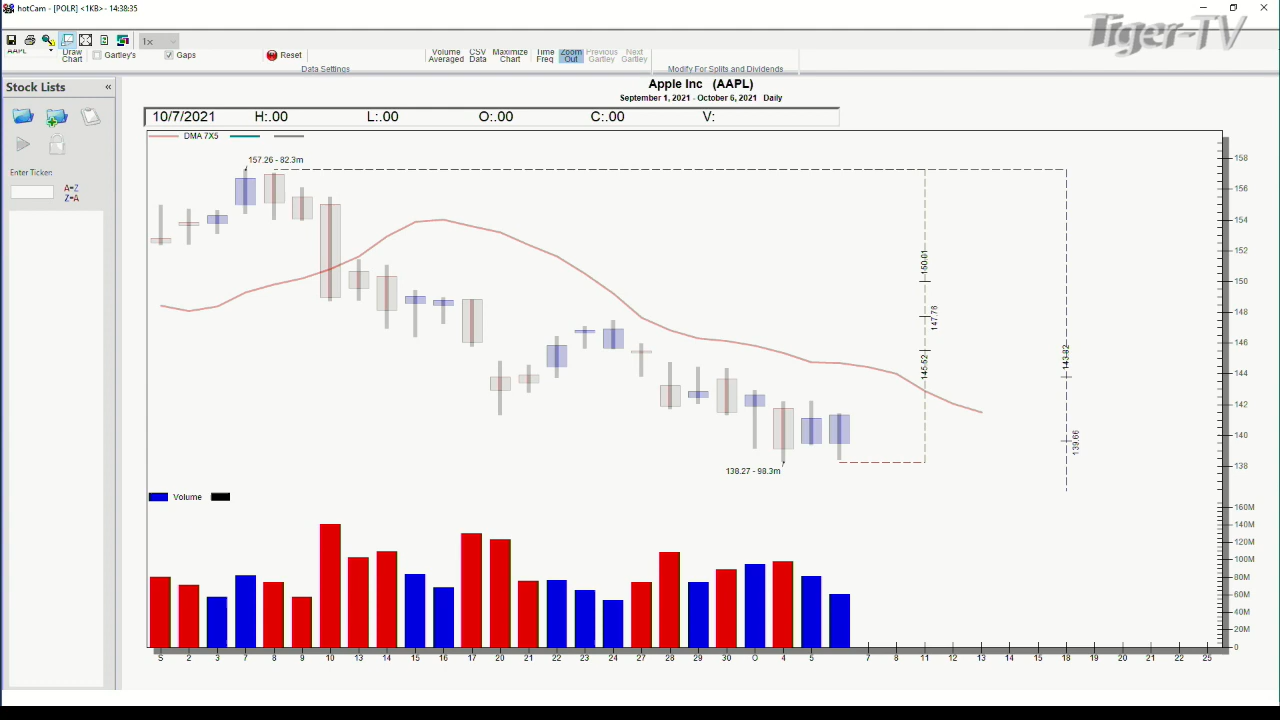 hotCam - [POLR] <1KB> - 14:38:35
Tiger-TV
1x
AAPL
Draw Chart
Gartley's
Gaps
Reset
Volume Averaged
CSV Data
Maximize Chart
Time Freq
Zoom Out
Previous Gartley
Next Gartley
Data Settings
Modify For Splits and Dividends
Stock Lists «
Apple Inc (AAPL)
September 1, 2021 - October 6, 2021 Daily
10/7/2021 H:.00 L:.00 O:.00 C:.00 V:
DMA 7X5
Enter Ticker:
A=Z
Z=A
157.26 - 82.3m
138.27 - 98.3m
150.01
147.78
145.52
143.82
139.66
158
156
154
152
150
148
146
144
142
140
138
Volume
160M
140M
120M
100M
80M
60M
40M
20M
0
S 2 3 7 8 9 10 13 14 15 16 17 20 21 22 23 24 27 28 29 30 O 4 5 7 8 11 12 13 14 15 18 19 20 21 22 25